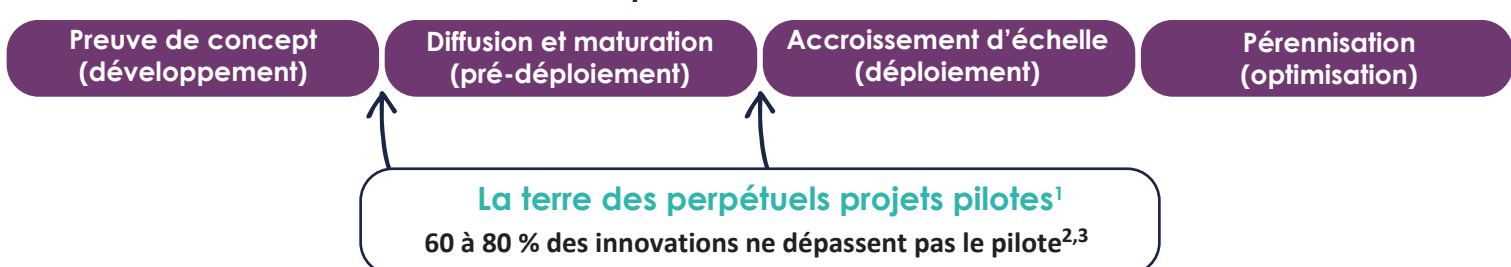 Preuve de concept
(développement)
Diffusion et maturation
(pré-déploiement)
Accroissement d’échelle
(déploiement)
Pérennisation
(optimisation)
La terre des perpétuels projets pilotes¹
60 à 80 % des innovations ne dépassent pas le pilote²,³